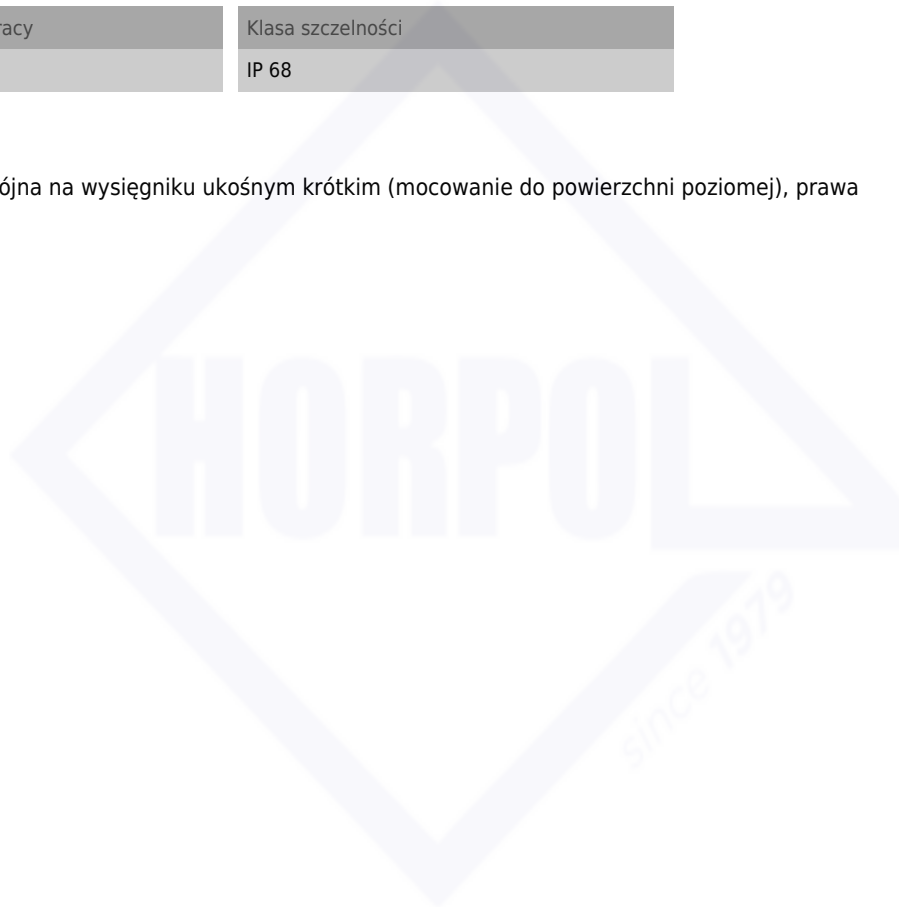 racy Klasa szczelności
IP 68
ójna na wysięgniku ukośnym krótkim (mocowanie do powierzchni poziomej), prawa
HORPOL
since 1979